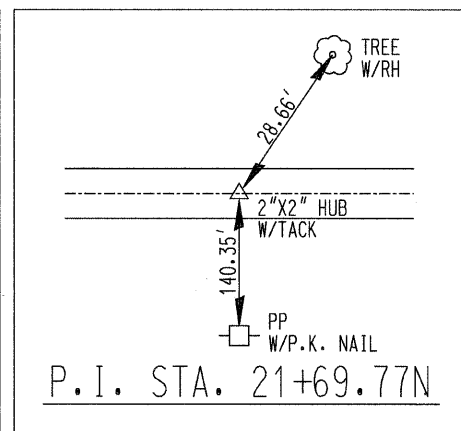 TREE
W/RH
28.66'
2"X2" HUB
W/TACK
140.35'
PP
W/P.K. NAIL
P.I. STA. 21+69.77N